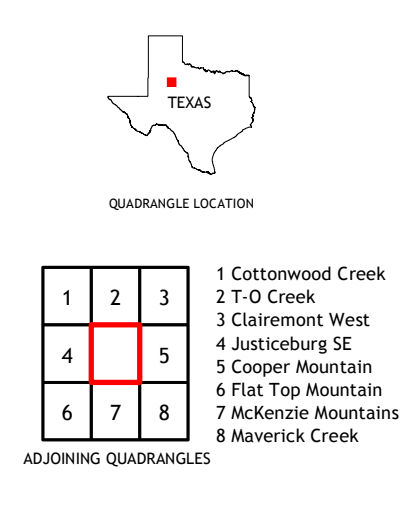 TEXAS
QUADRANGLE LOCATION
1 2 3
4 5
6 7 8
1 Cottonwood Creek
2 T-O Creek
3 Clairemont West
4 Justiceburg SE
5 Cooper Mountain
6 Flat Top Mountain
7 McKenzie Mountains
8 Maverick Creek
ADJOINING QUADRANGLES